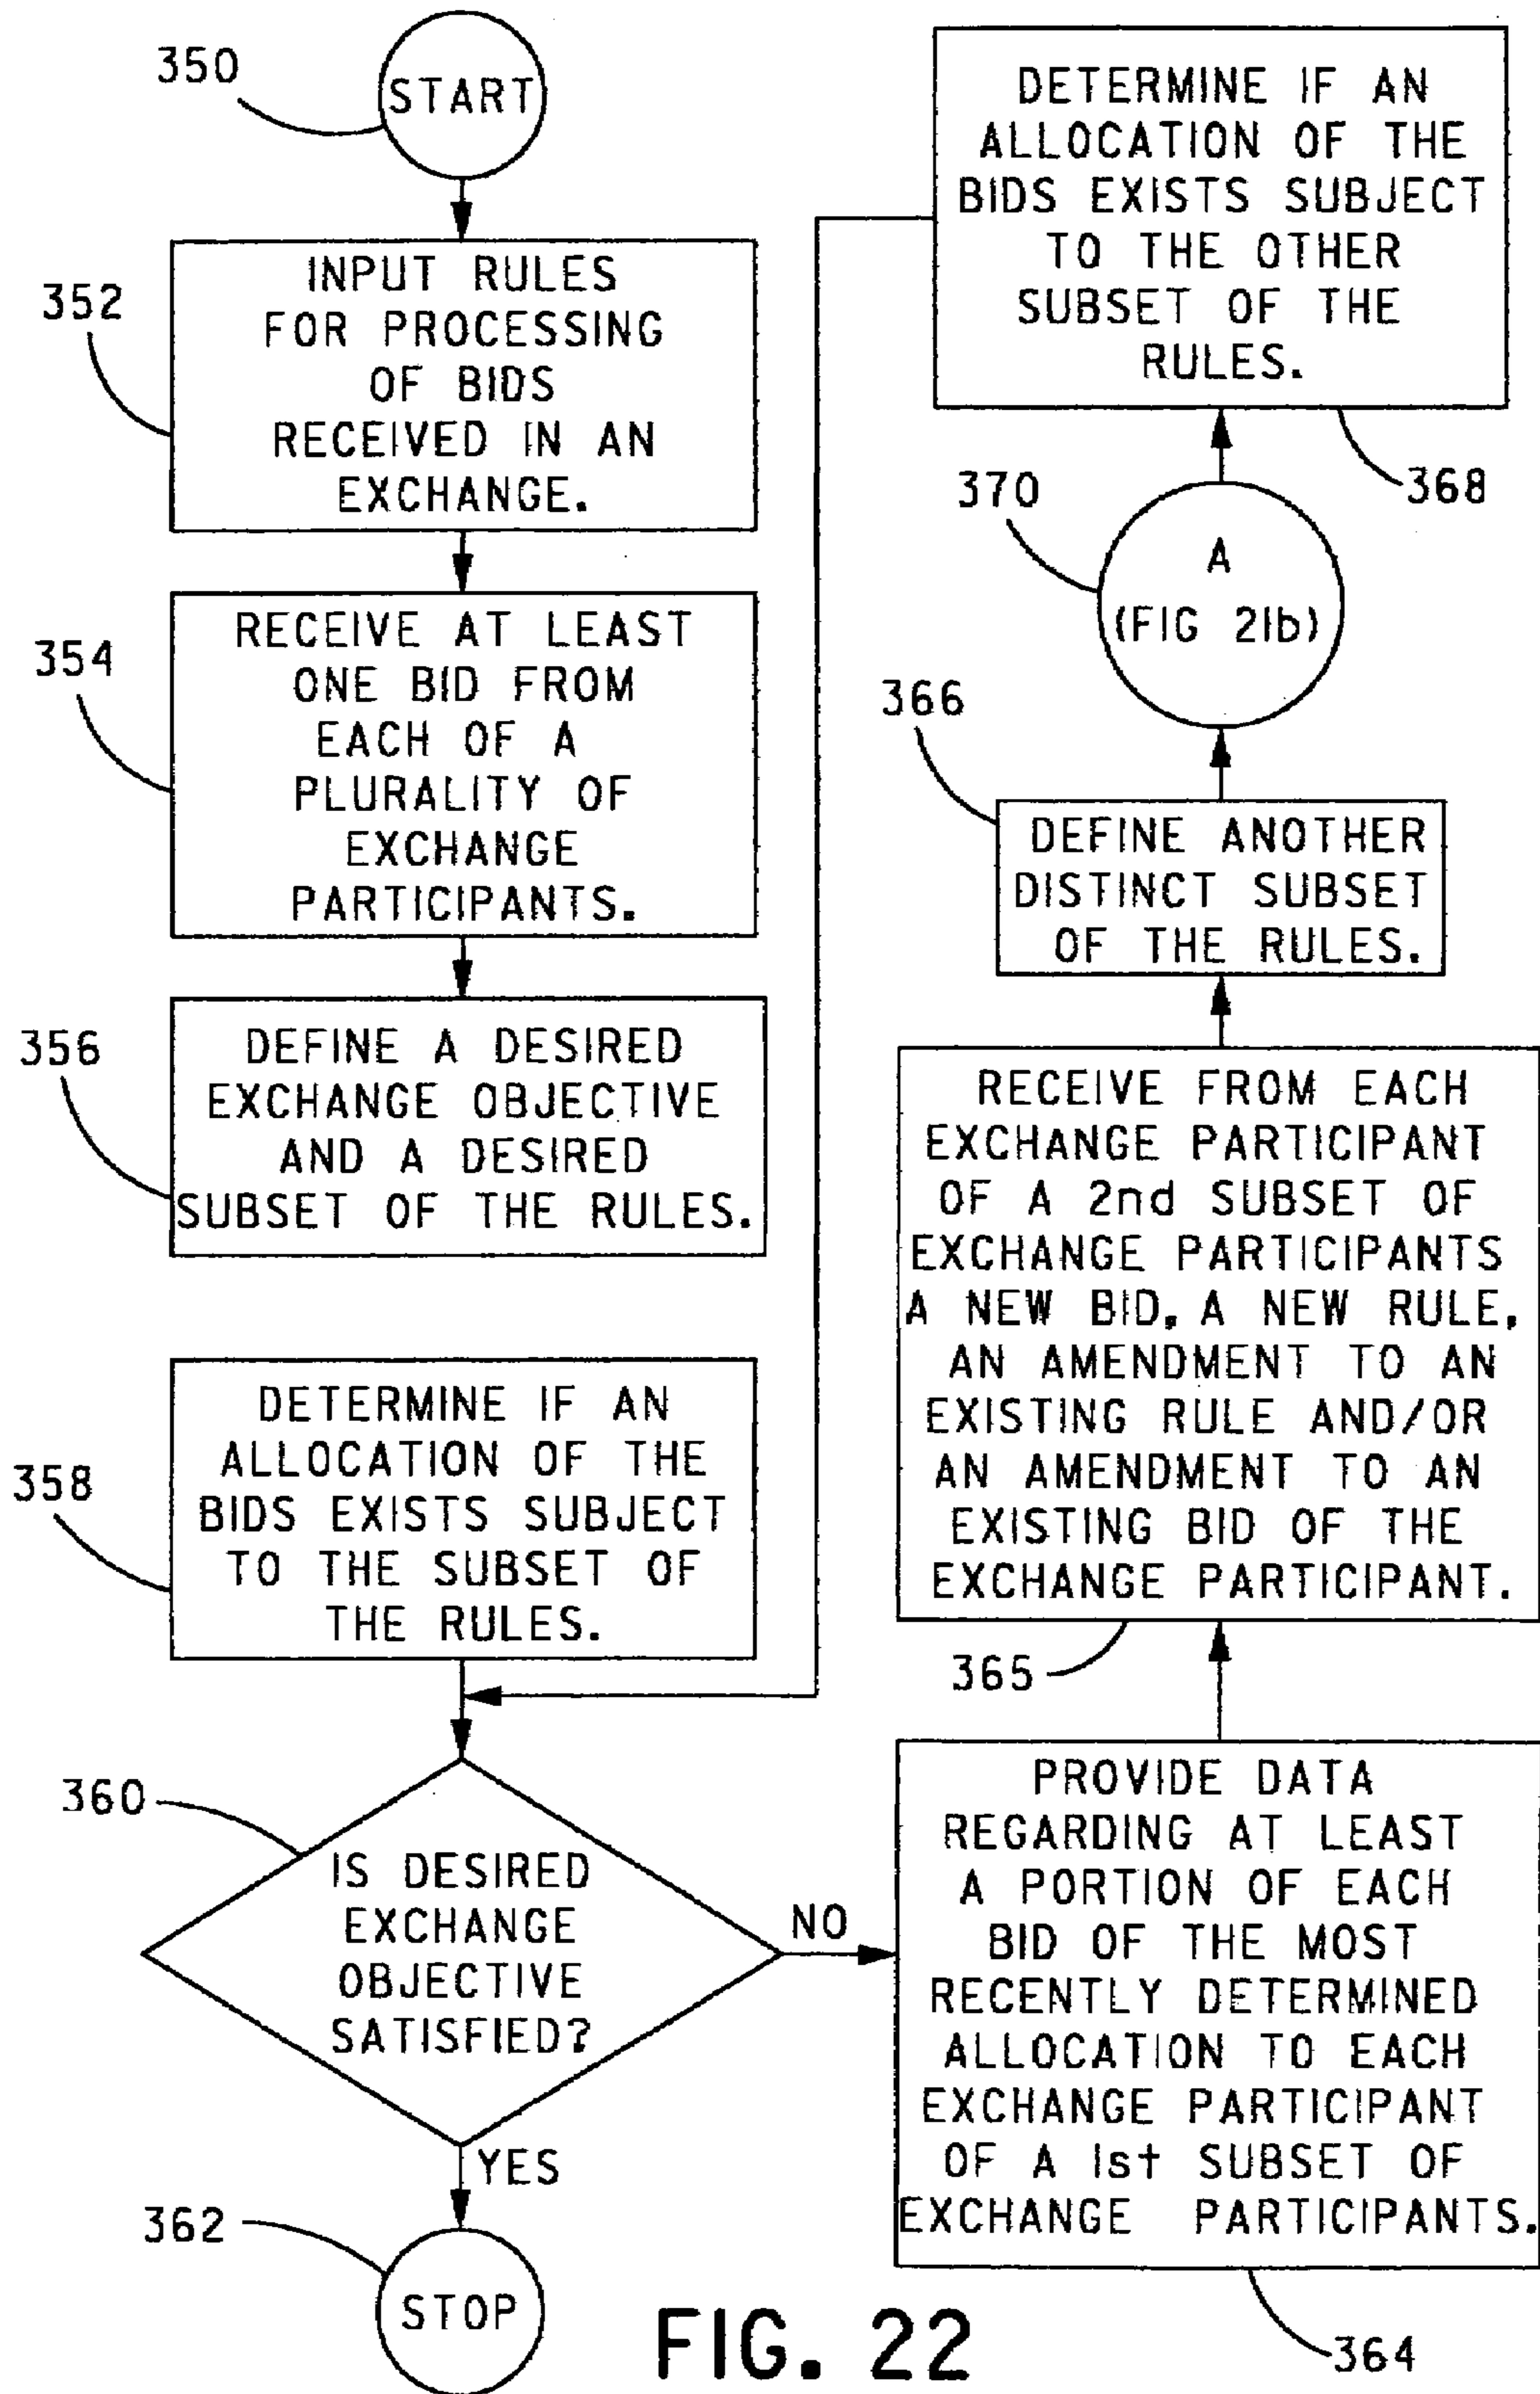 350
START
352
INPUT RULES
FOR PROCESSING
OF BIDS
RECEIVED IN AN
EXCHANGE.
354
RECEIVE AT LEAST
ONE BID FROM
EACH OF A
PLURALITY OF
EXCHANGE
PARTICIPANTS.
356
DEFINE A DESIRED
EXCHANGE OBJECTIVE
AND A DESIRED
SUBSET OF THE RULES.
358
DETERMINE IF AN
ALLOCATION OF THE
BIDS EXISTS SUBJECT
TO THE SUBSET OF
THE RULES.
360
IS DESIRED
EXCHANGE
OBJECTIVE
SATISFIED?
NO
YES
362
STOP
PROVIDE DATA
REGARDING AT LEAST
A PORTION OF EACH
BID OF THE MOST
RECENTLY DETERMINED
ALLOCATION TO EACH
EXCHANGE PARTICIPANT
OF A 1st SUBSET OF
EXCHANGE PARTICIPANTS.
364
RECEIVE FROM EACH
EXCHANGE PARTICIPANT
OF A 2nd SUBSET OF
EXCHANGE PARTICIPANTS
A NEW BID, A NEW RULE,
AN AMENDMENT TO AN
EXISTING RULE AND/OR
AN AMENDMENT TO AN
EXISTING BID OF THE
EXCHANGE PARTICIPANT.
365
366
DEFINE ANOTHER
DISTINCT SUBSET
OF THE RULES.
370
A
(FIG 21b)
DETERMINE IF AN
ALLOCATION OF THE
BIDS EXISTS SUBJECT
TO THE OTHER
SUBSET OF THE
RULES.
368
FIG. 22